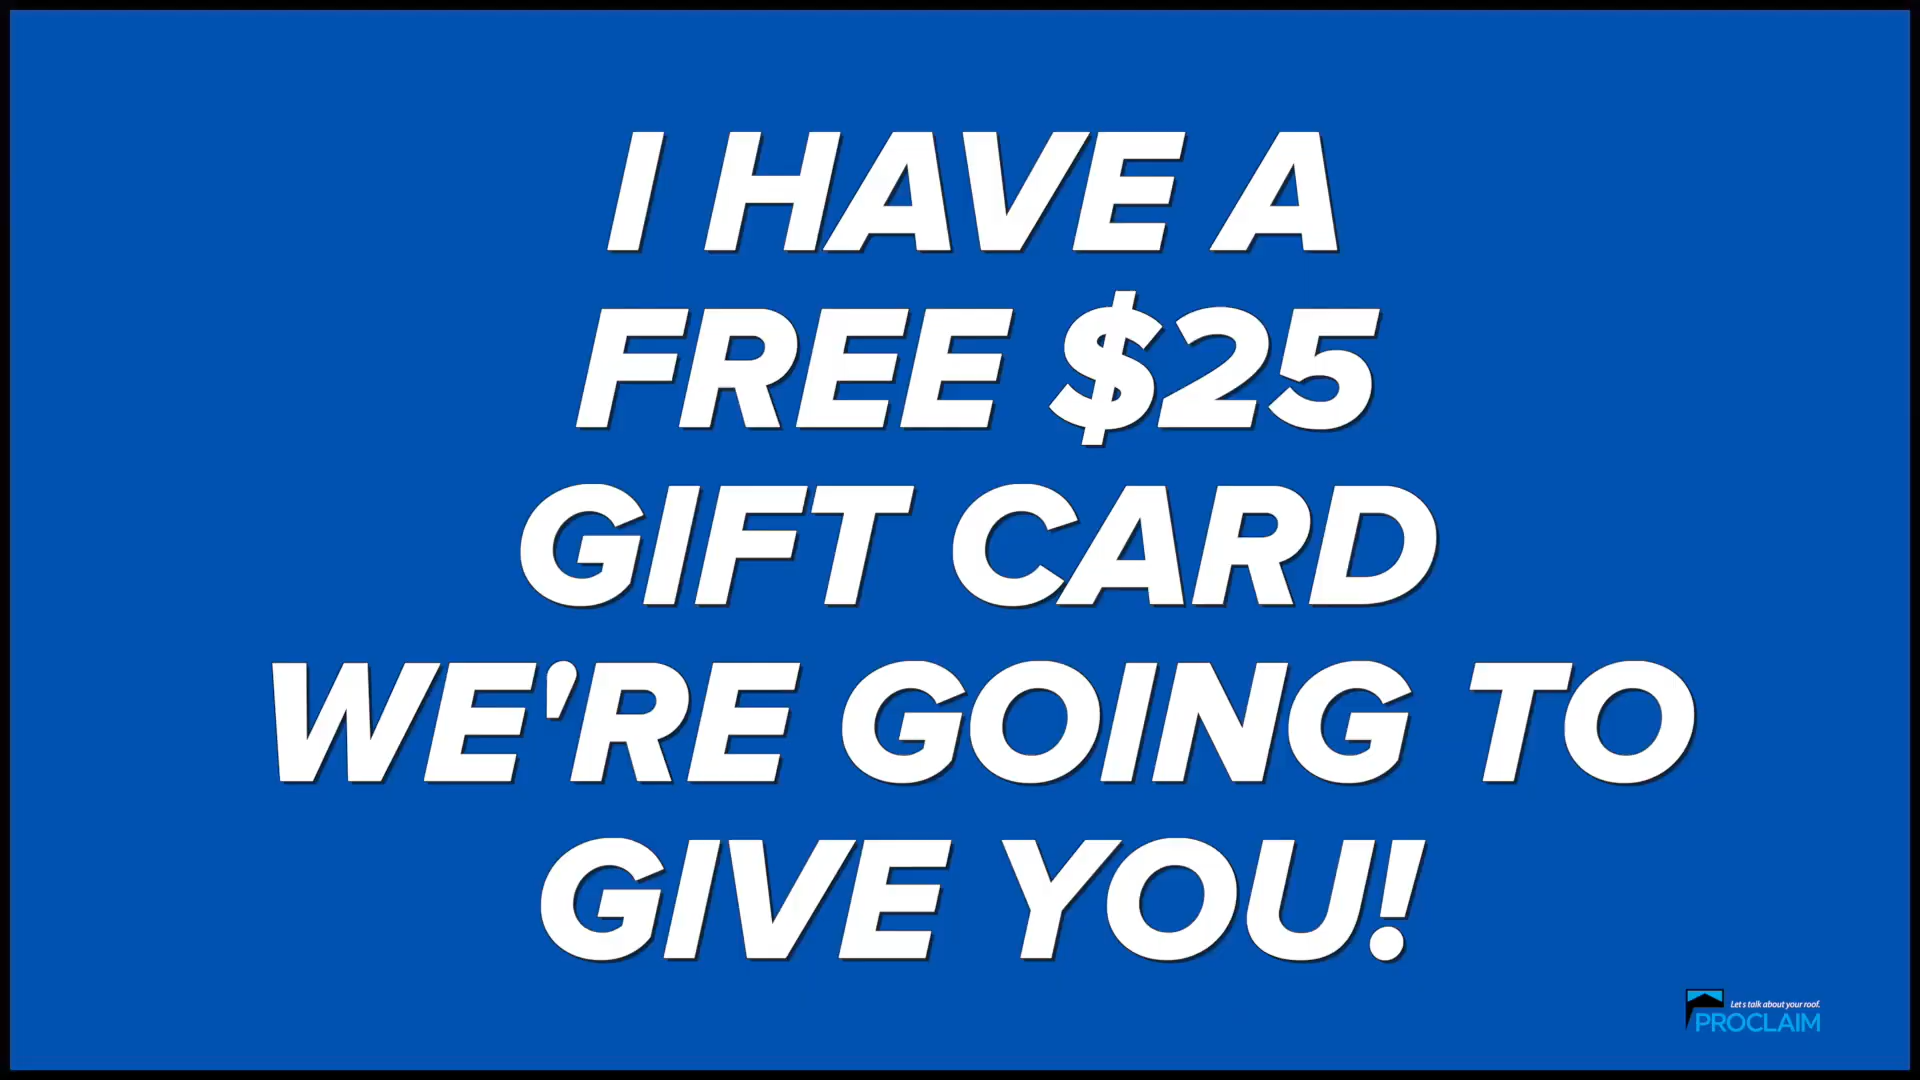 I HAVE A
FREE $25
GIFT CARD
WE'RE GOING TO
GIVE YOU!
Let's talk about your roof.
PROCLAIM